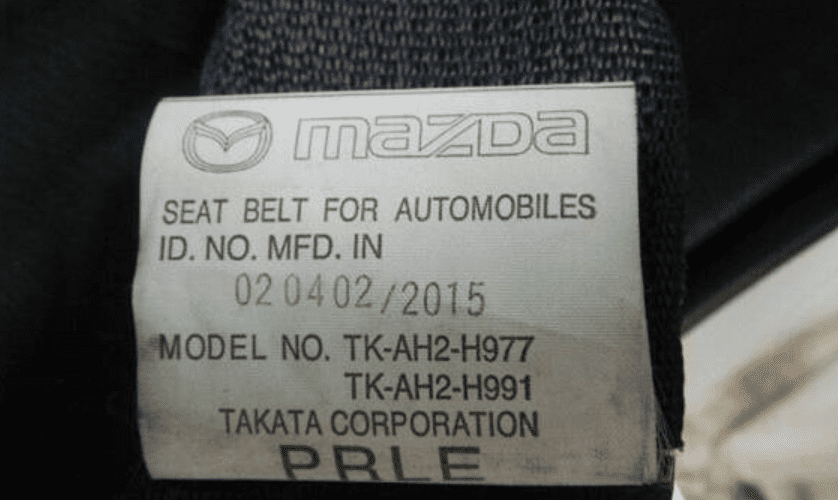 mazda
SEAT BELT FOR AUTOMOBILES
ID. NO. MFD. IN
020402/2015
MODEL NO. TK-AH2-H977
TK-AH2-H991
TAKATA CORPORATION
PRLE